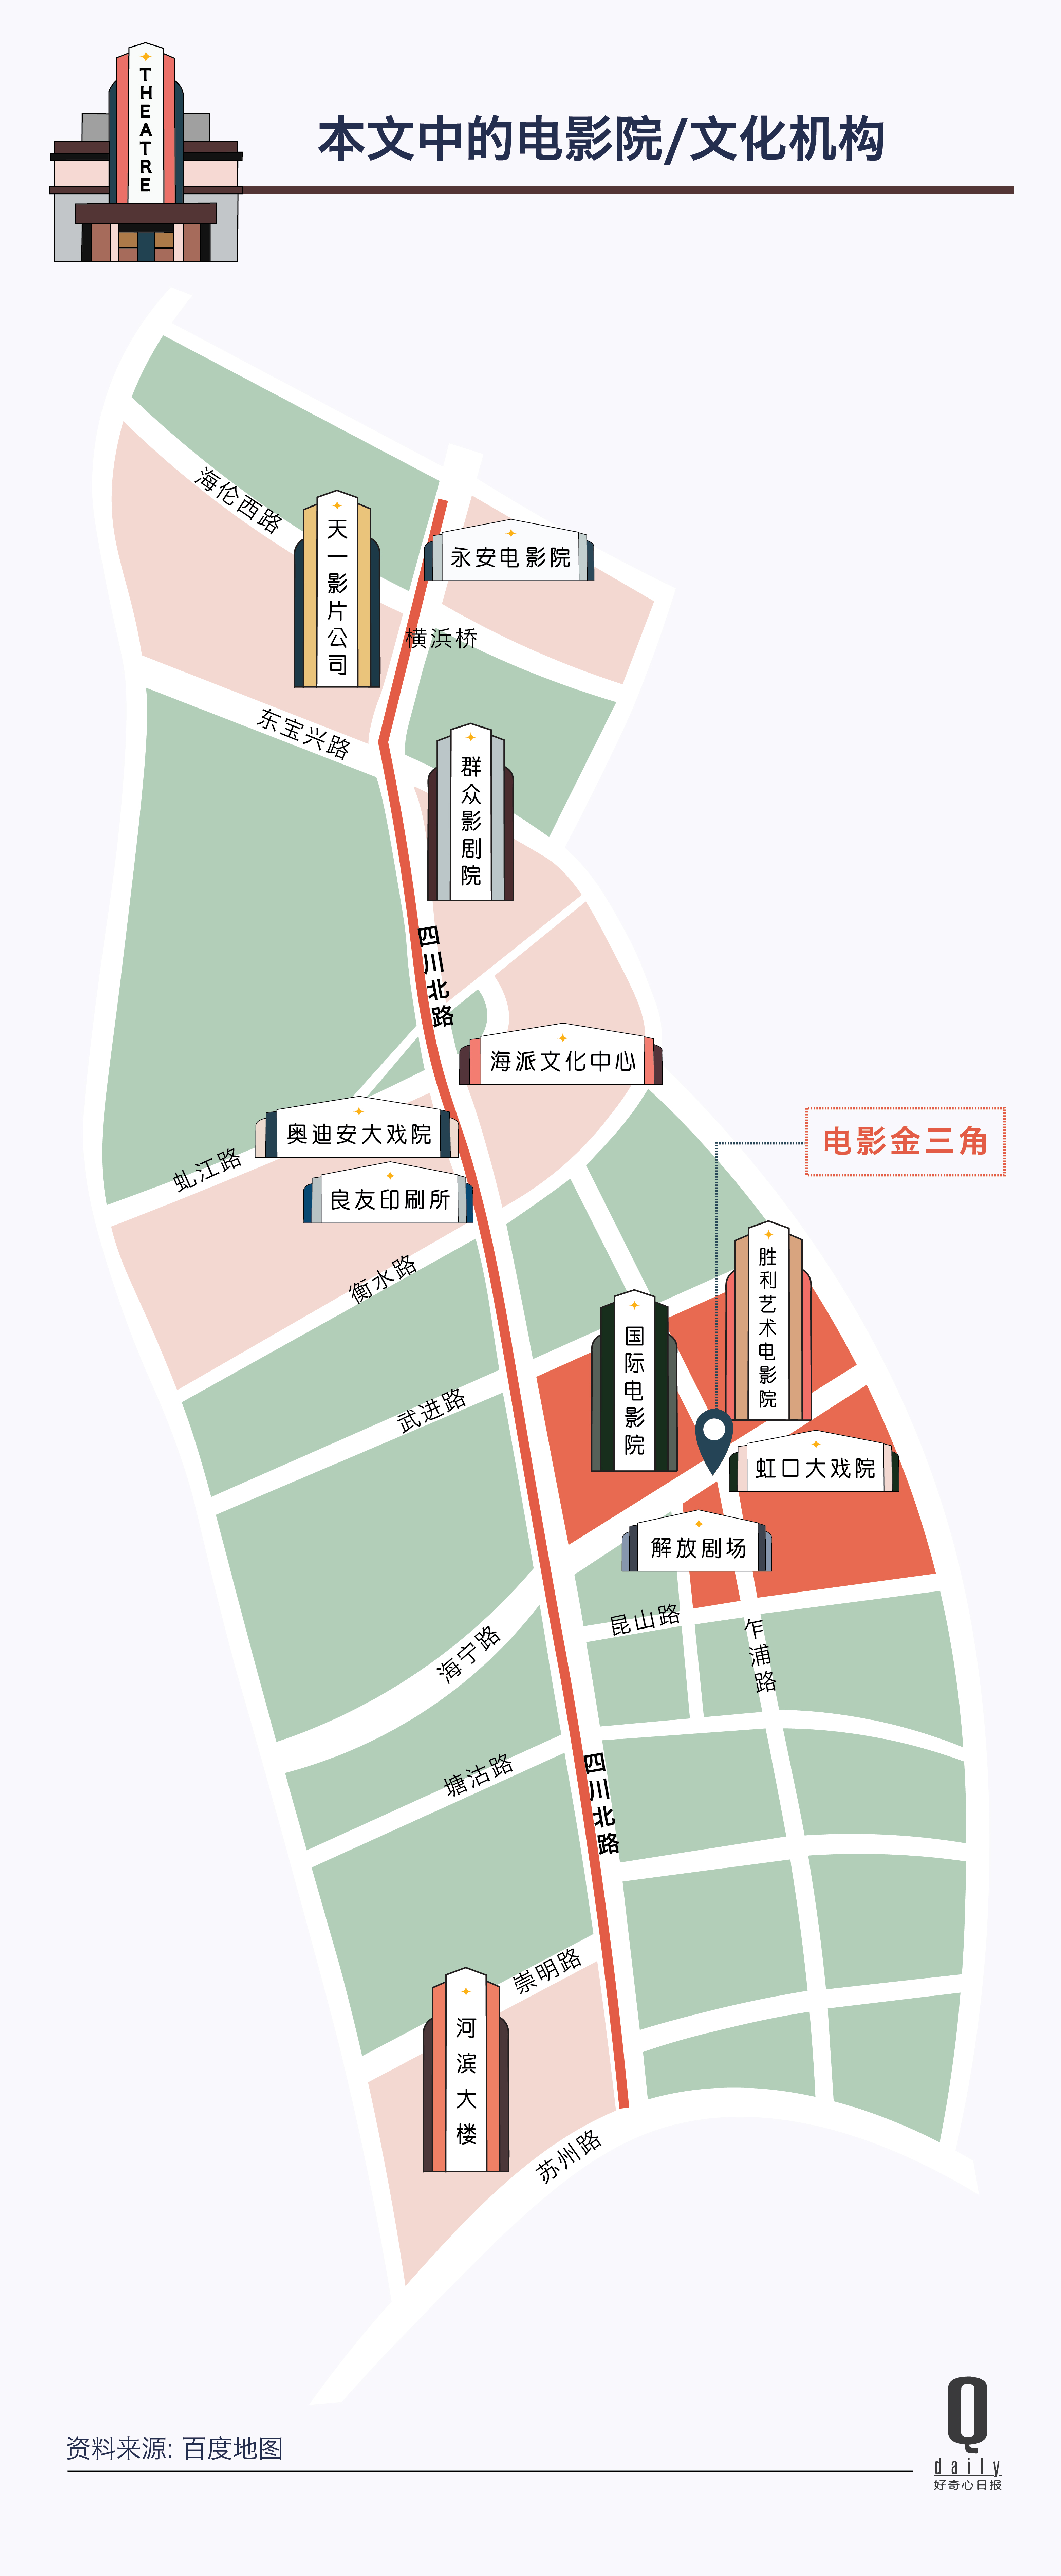 THEATRE
本文中的电影院/文化机构
海伦西路
天一影片公司
永安电影院
横浜桥
东宝兴路
群众影剧院
四川北路
海派文化中心
奥迪安大戏院
电影金三角
虬江路
良友印刷所
胜利艺术电影院
衡水路
国际电影院
武进路
虹口大戏院
解放剧场
昆山路
乍浦路
海宁路
塘沽路
四川北路
崇明路
河滨大楼
苏州路
资料来源: 百度地图
Q
daily
好奇心日报